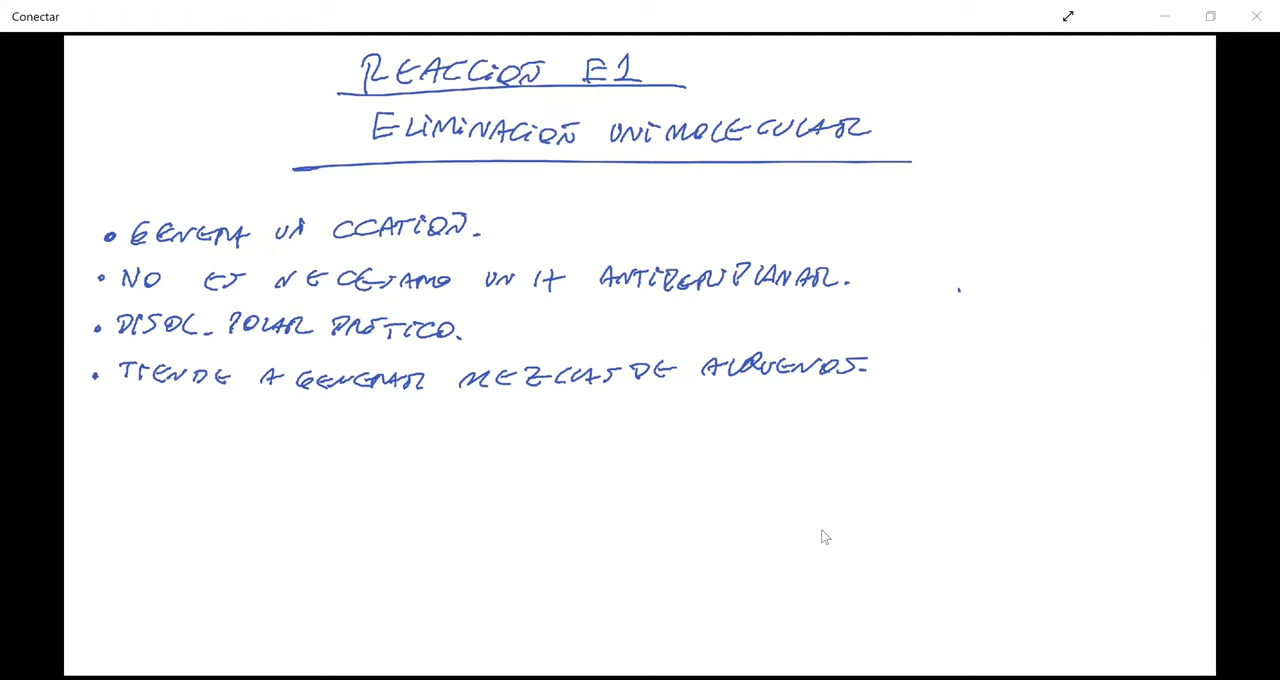 Conectar
REACCIÓN E1
ELIMINACIÓN UNIMOLECULAR
• GENERA UN CCATIÓN.
• NO ES NECESARIO UN H ANTIPERIPLANAR.
• DISOL. POLAR PRÓTICO.
• TIENDE A GENERAR MEZCLAS DE ALQUENOS.